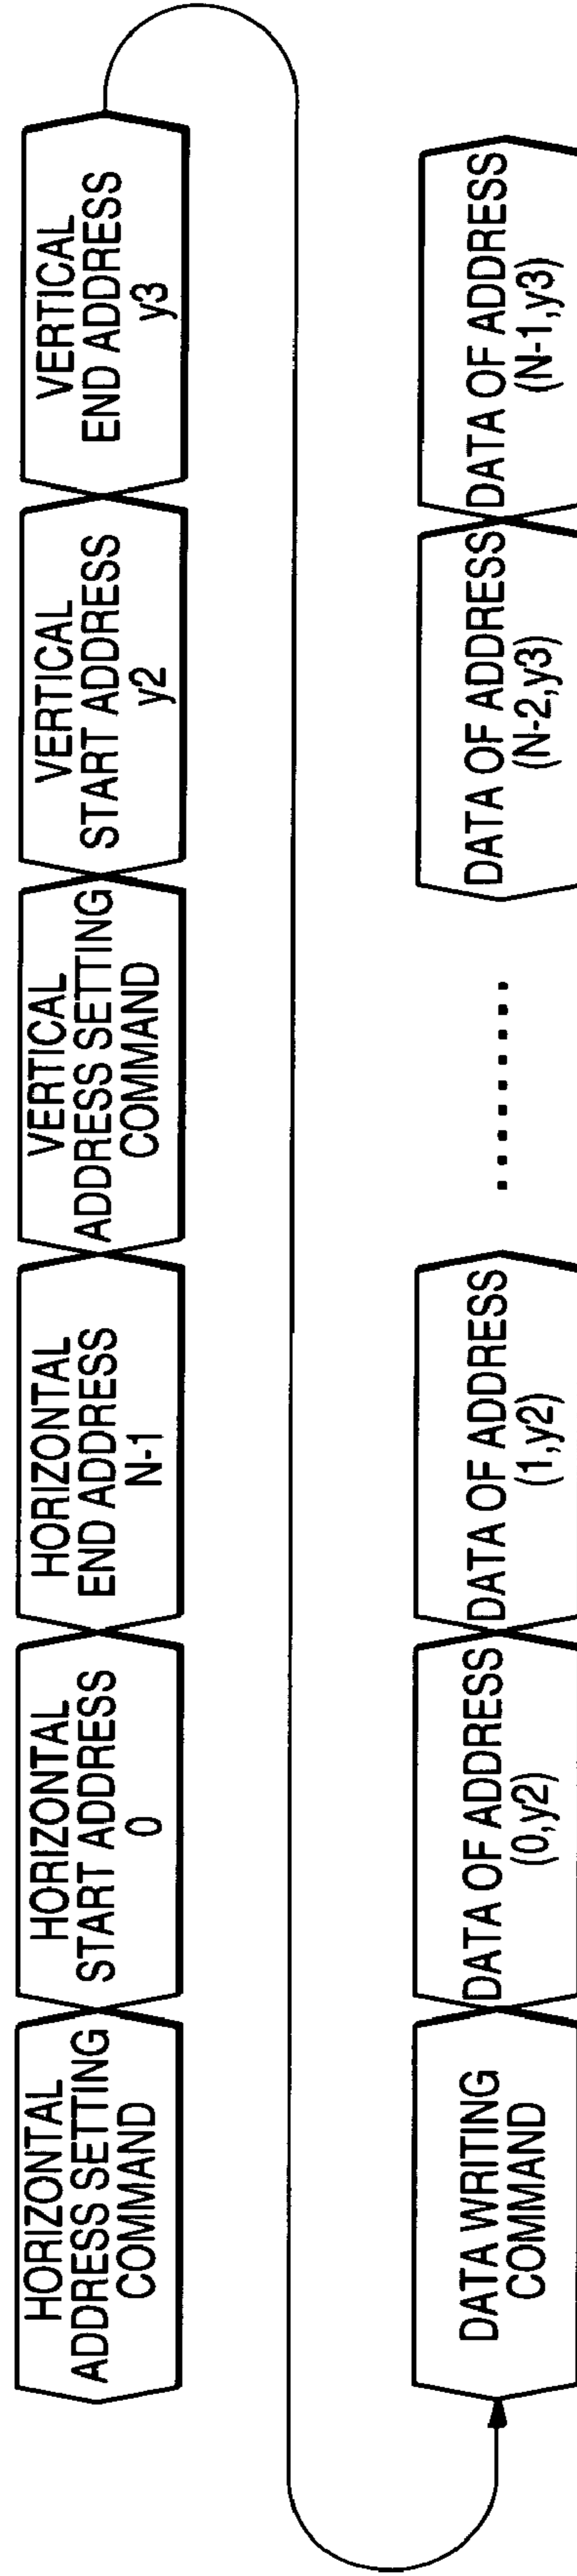 HORIZONTAL
ADDRESS SETTING
COMMAND
HORIZONTAL
START ADDRESS
0
HORIZONTAL
END ADDRESS
N-1
VERTICAL
ADDRESS SETTING
COMMAND
VERTICAL
START ADDRESS
y2
VERTICAL
END ADDRESS
y3
DATA WRITING
COMMAND
DATA OF ADDRESS
(0,y2)
DATA OF ADDRESS
(1,y2)
.........
DATA OF ADDRESS
(N-2,y3)
DATA OF ADDRESS
(N-1,y3)